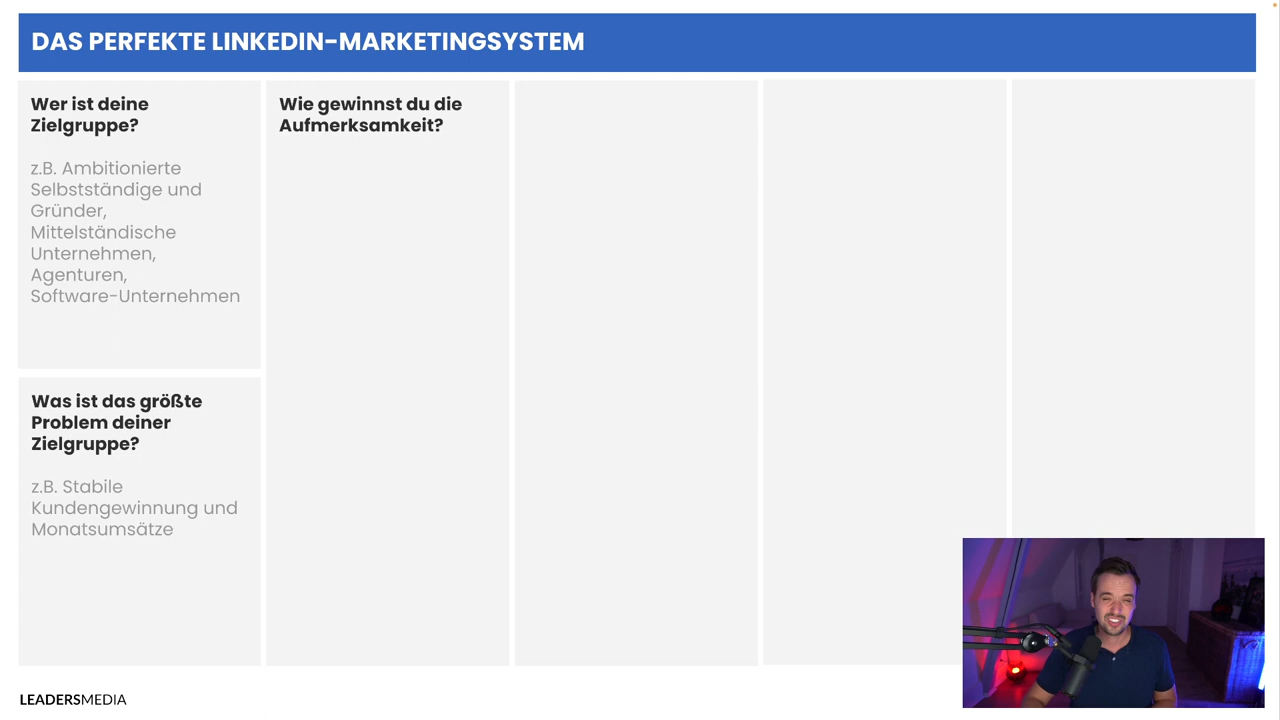 DAS PERFEKTE LINKEDIN-MARKETINGSYSTEM
Wer ist deine
Zielgruppe?
z.B. Ambitionierte
Selbstständige und
Gründer,
Mittelständische
Unternehmen,
Agenturen,
Software-Unternehmen
Was ist das größte
Problem deiner
Zielgruppe?
z.B. Stabile
Kundengewinnung und
Monatsumsätze
Wie gewinnst du die
Aufmerksamkeit?
LEADERSMEDIA